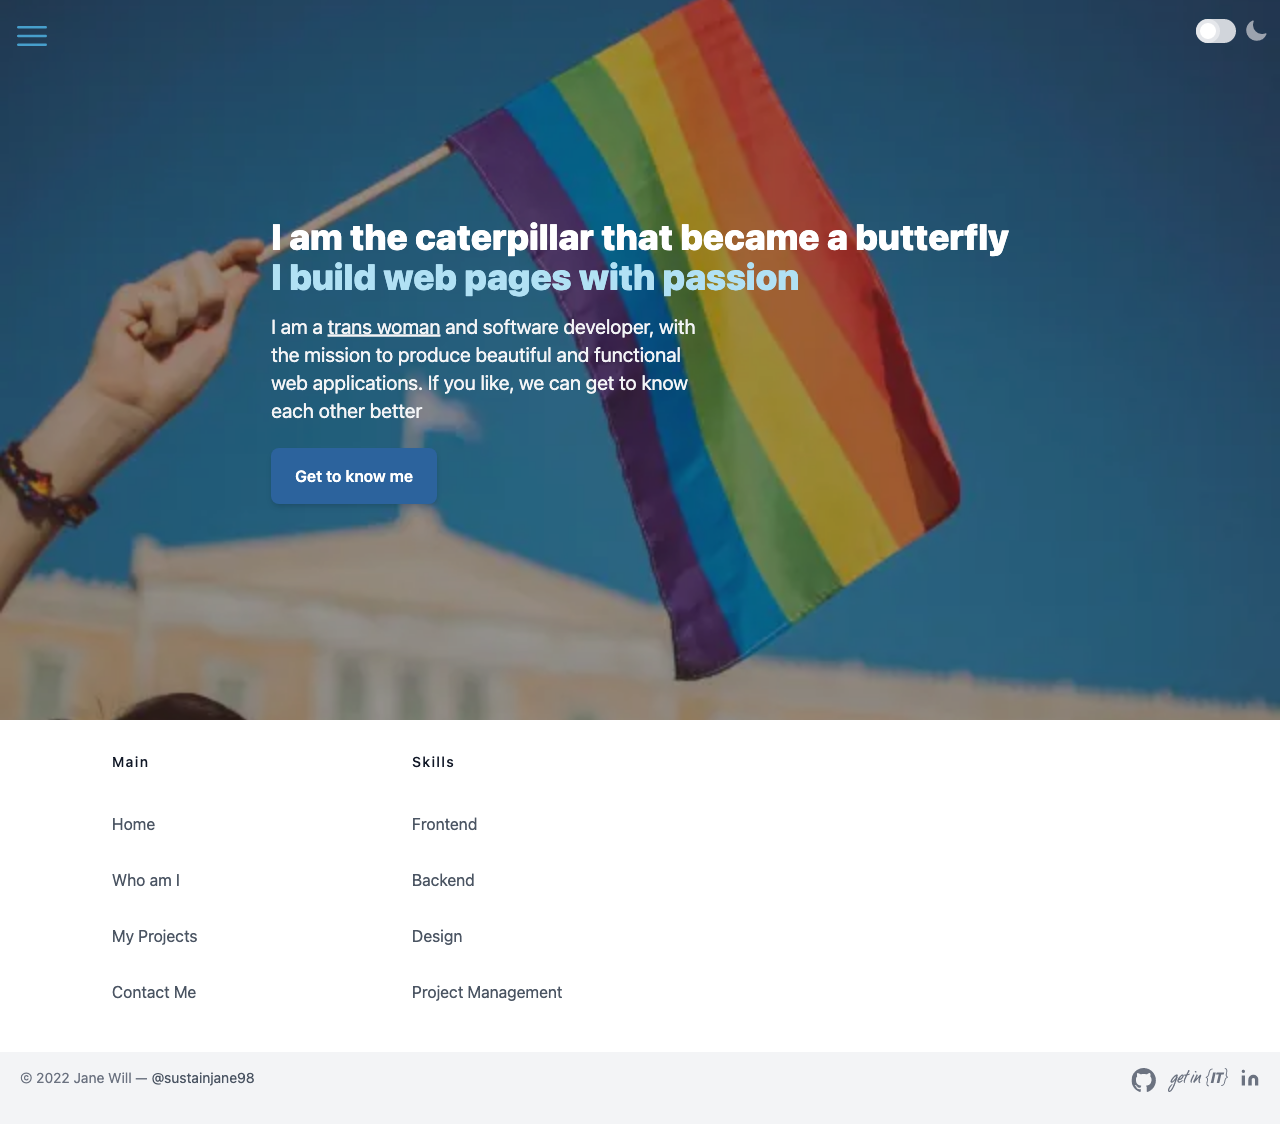 I am the caterpillar that became a butterfly
I build web pages with passion
I am a trans woman and software developer, with
the mission to produce beautiful and functional
web applications. If you like, we can get to know
each other better
Get to know me
Main
Home
Who am I
My Projects
Contact Me
Skills
Frontend
Backend
Design
Project Management
© 2022 Jane Will — @sustainjane98
get in {IT}
in